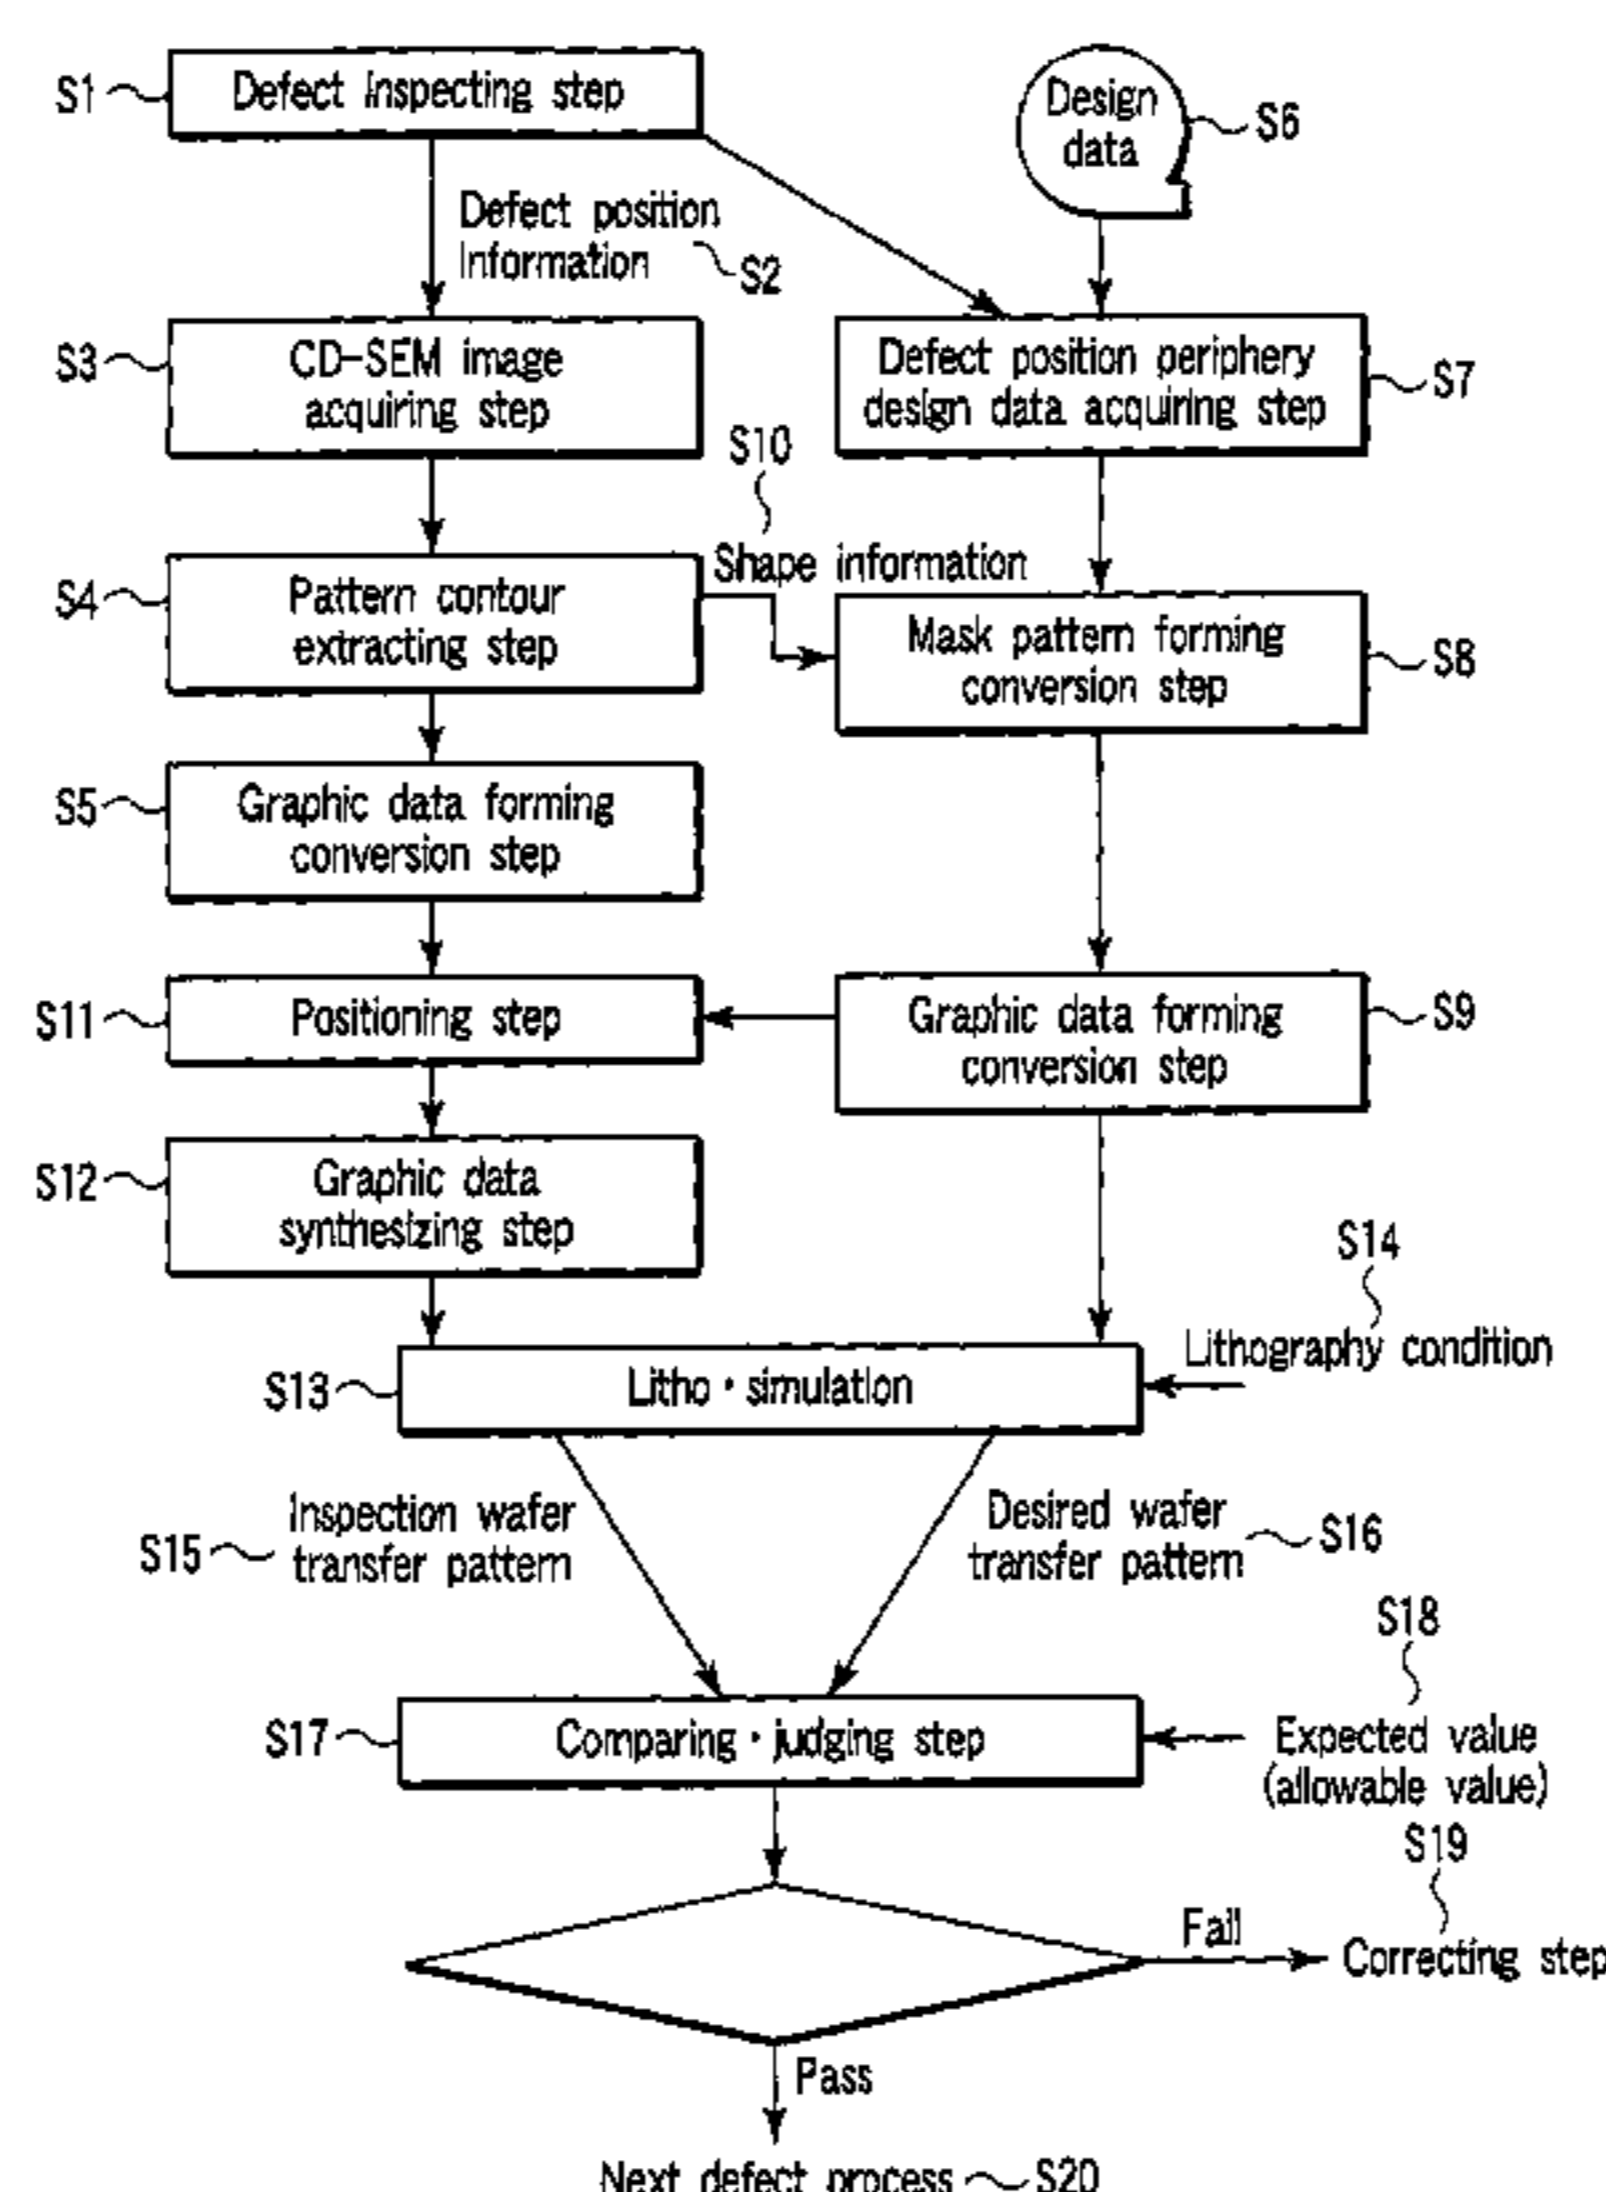 S1
Defect inspecting step
Design
data
S6
Defect position
Information
S2
S3
CD-SEM image
acquiring step
Defect position periphery
design data acquiring step
S7
S10
Shape information
S4
Pattern contour
extracting step
Mask pattern forming
conversion step
S8
S5
Graphic data forming
conversion step
S11
Positioning step
Graphic data forming
conversion step
S9
S12
Graphic data
synthesizing step
S14
Lithography condition
S13
Litho・simulation
Inspection wafer
transfer pattern
S15
Desired wafer
transfer pattern
S16
S18
S17
Comparing・judging step
Expected value
(allowable value)
S19
Fail
Correcting step
Pass
Next defect process
S20